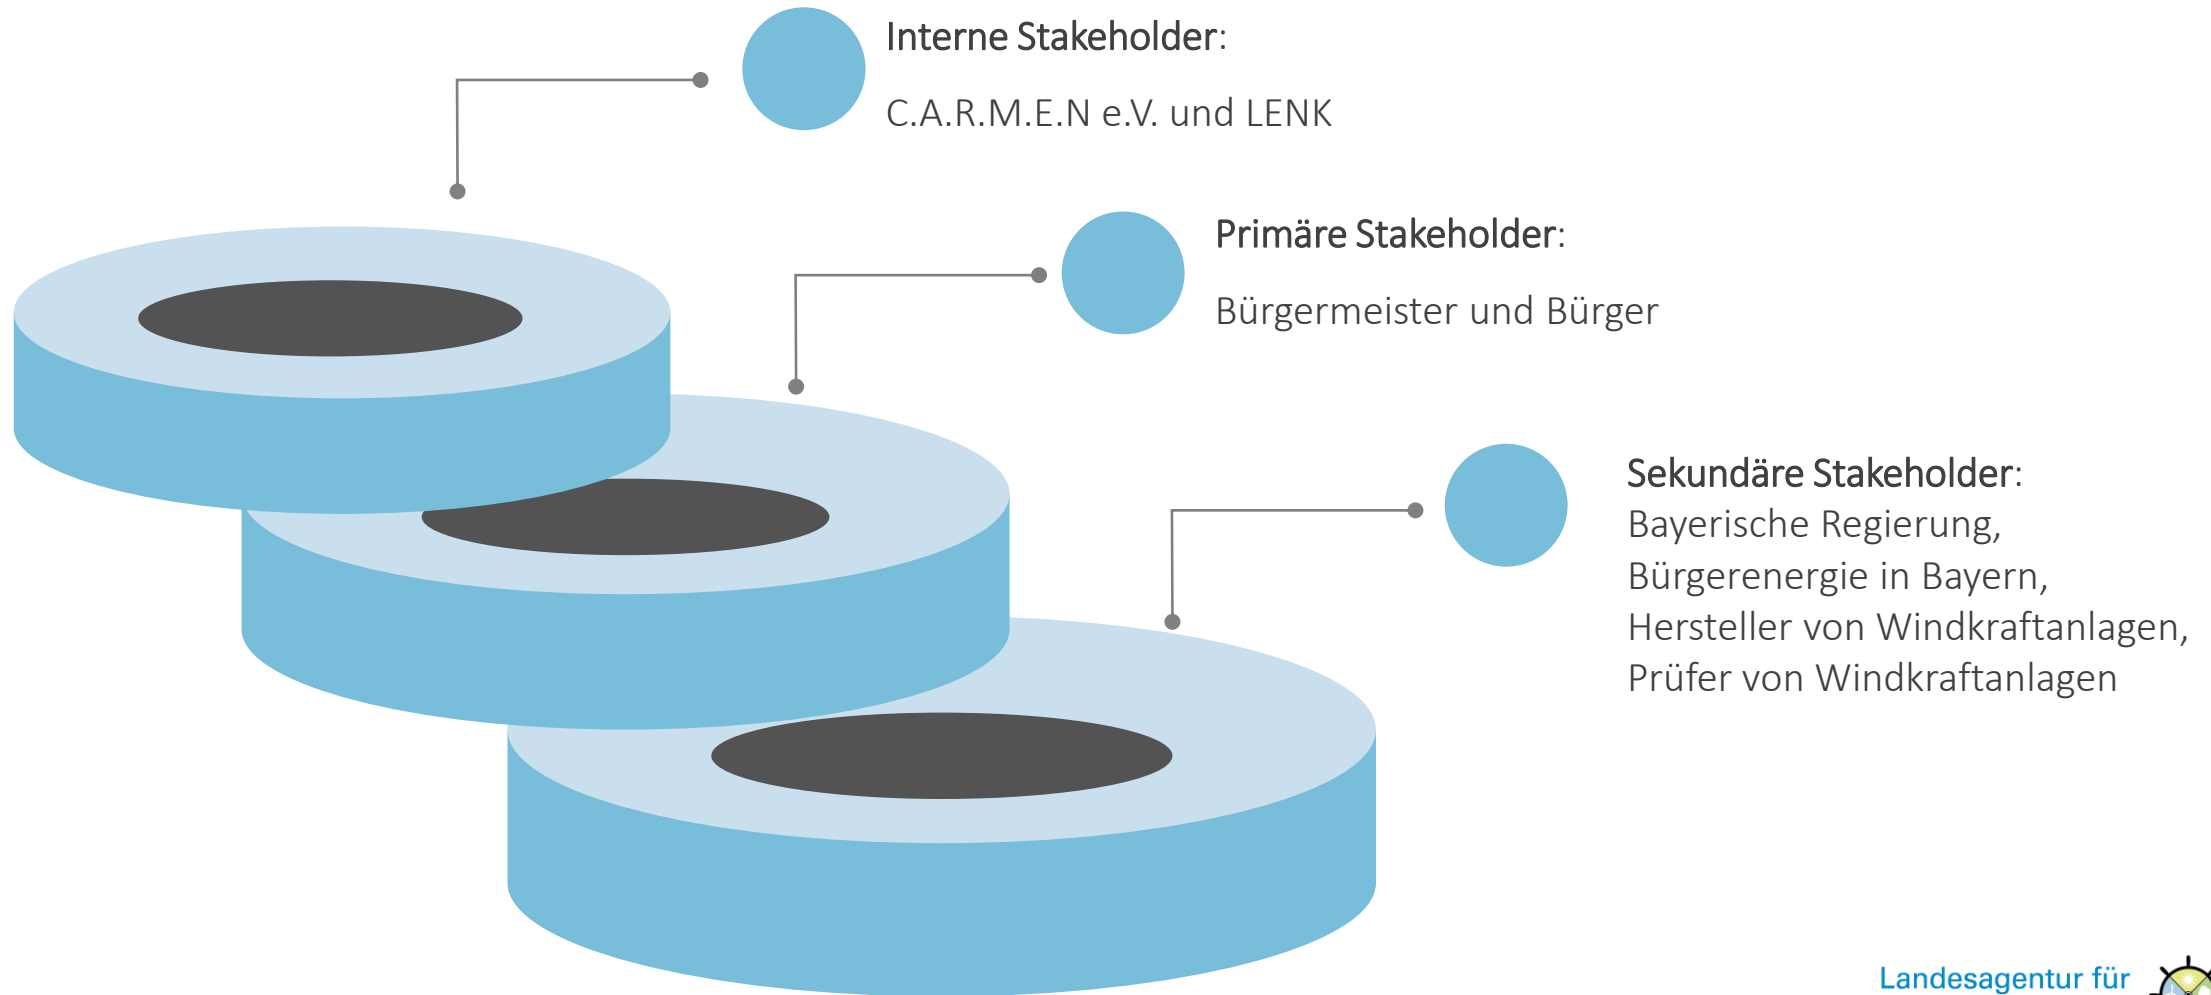 Interne Stakeholder:
C.A.R.M.E.N e.V. und LENK
Primäre Stakeholder:
Bürgermeister und Bürger
Sekundäre Stakeholder:
Bayerische Regierung,
Bürgerenergie in Bayern,
Hersteller von Windkraftanlagen,
Prüfer von Windkraftanlagen
Landesagentur für